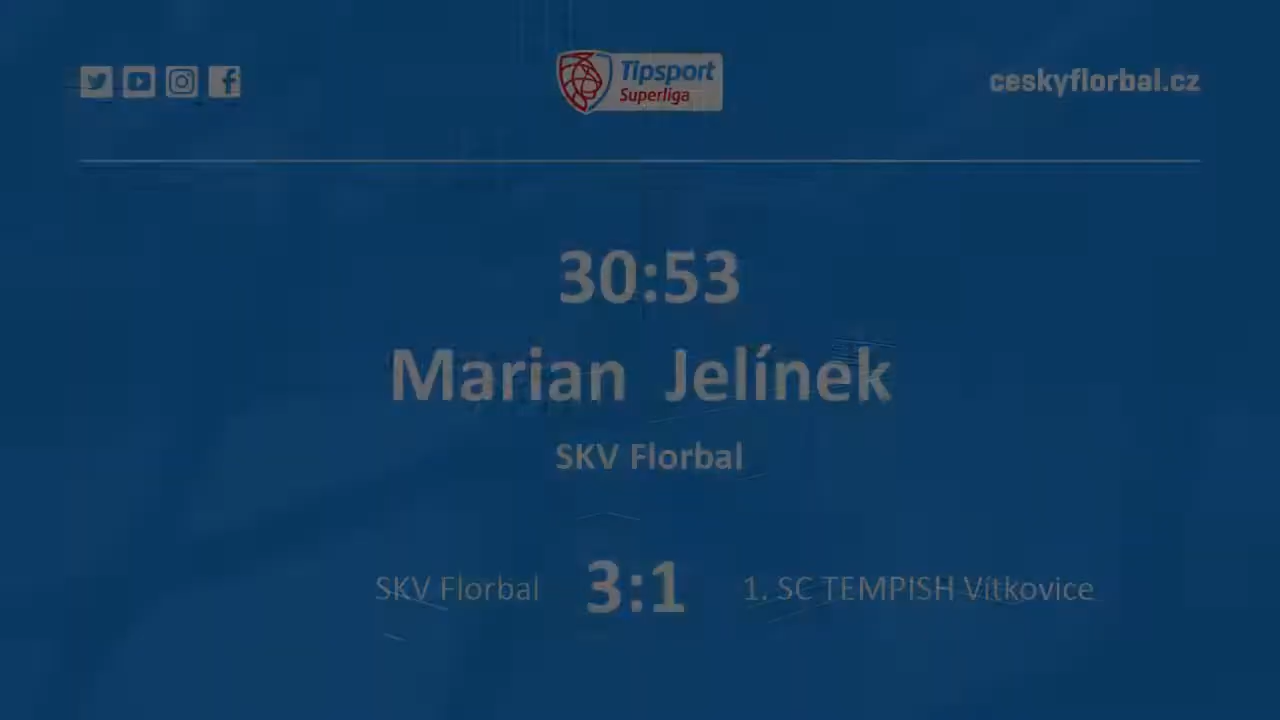 Tipsport
Superliga
ceskyflorbal.cz
30:53
Marian Jelínek
SKV Florbal
SKV Florbal 3:1 1. SC TEMPISH Vítkovice